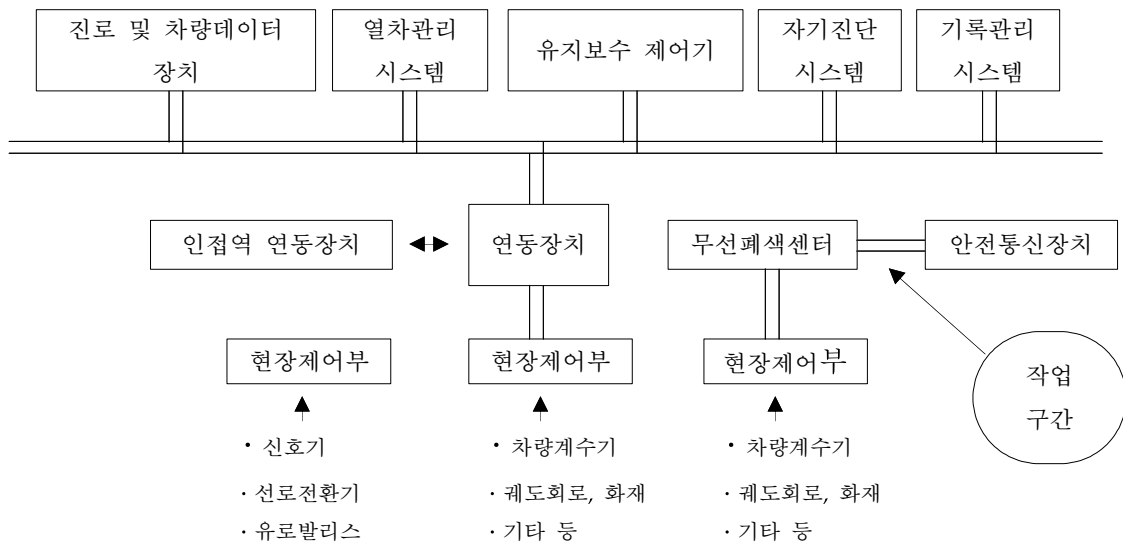 진로 및 차량데이터
장치
열차관리
시스템
유지보수 제어기
자기진단
시스템
기록관리
시스템
인접역 연동장치
연동장치
무선폐색센터
안전통신장치
현장제어부
현장제어부
현장제어부
작업
구간
· 신호기
· 선로전환기
· 유로발리스
· 차량계수기
· 궤도회로, 화재
· 기타 등
· 차량계수기
· 궤도회로, 화재
· 기타 등